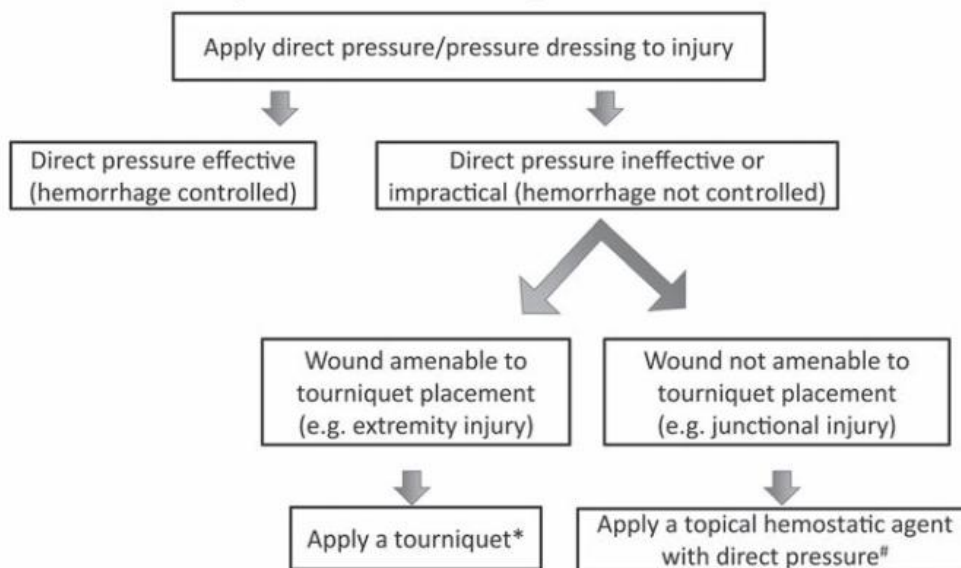 Apply direct pressure/pressure dressing to injury
Direct pressure effective
(hemorrhage controlled)
Direct pressure ineffective or
impractical (hemorrhage not controlled)
Wound amenable to
tourniquet placement
(e.g. extremity injury)
Wound not amenable to
tourniquet placement
(e.g. junctional injury)
Apply a tourniquet*
Apply a topical hemostatic agent
with direct pressure#